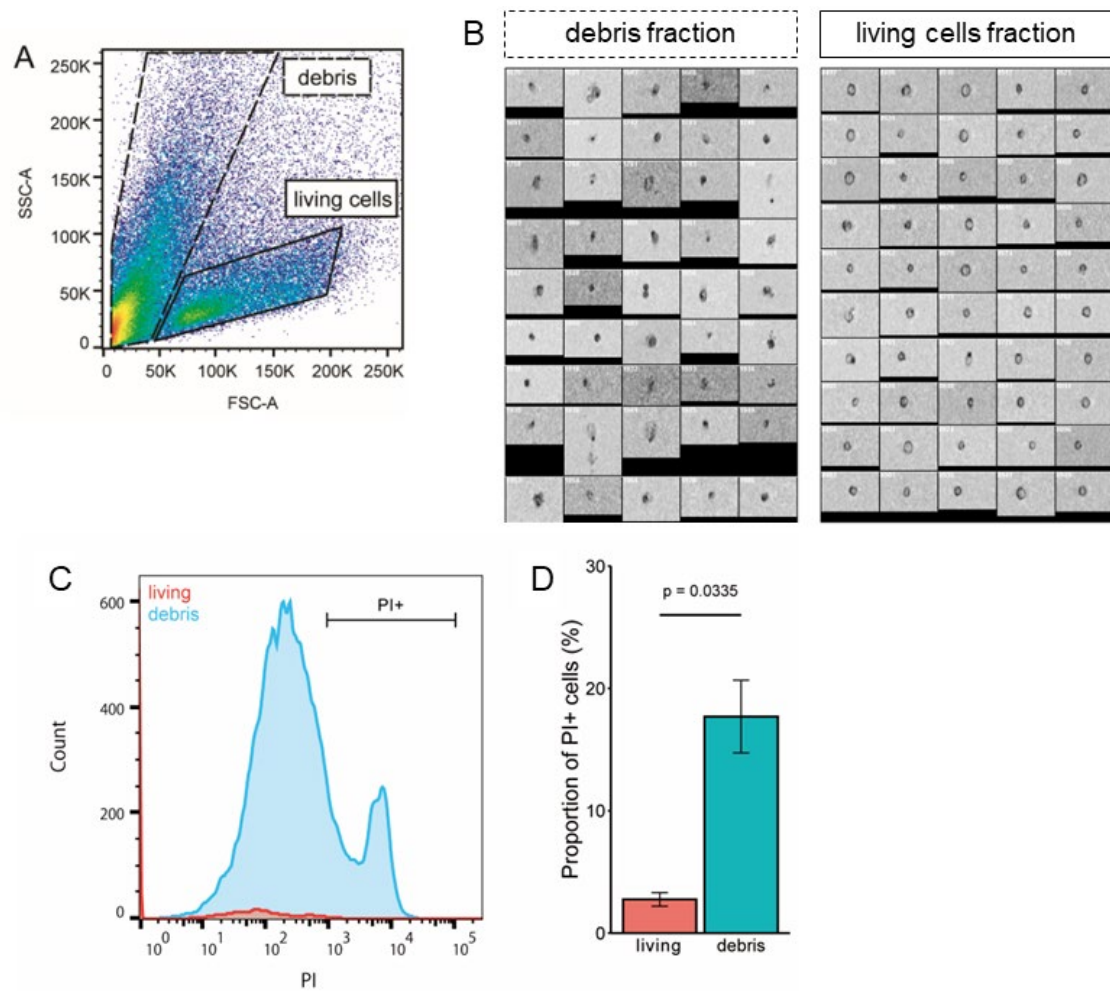 A
250K
200K
150K
100K
50K
0
SSC-A
debris
living cells
0 50K 100K 150K 200K 250K
FSC-A
B
debris fraction
living cells fraction
C
living
debris
PI+
600
400
200
0
Count
10^0 10^1 10^2 10^3 10^4 10^5
PI
D
30
20
10
0
Proportion of PI+ cells (%)
p = 0.0335
living debris